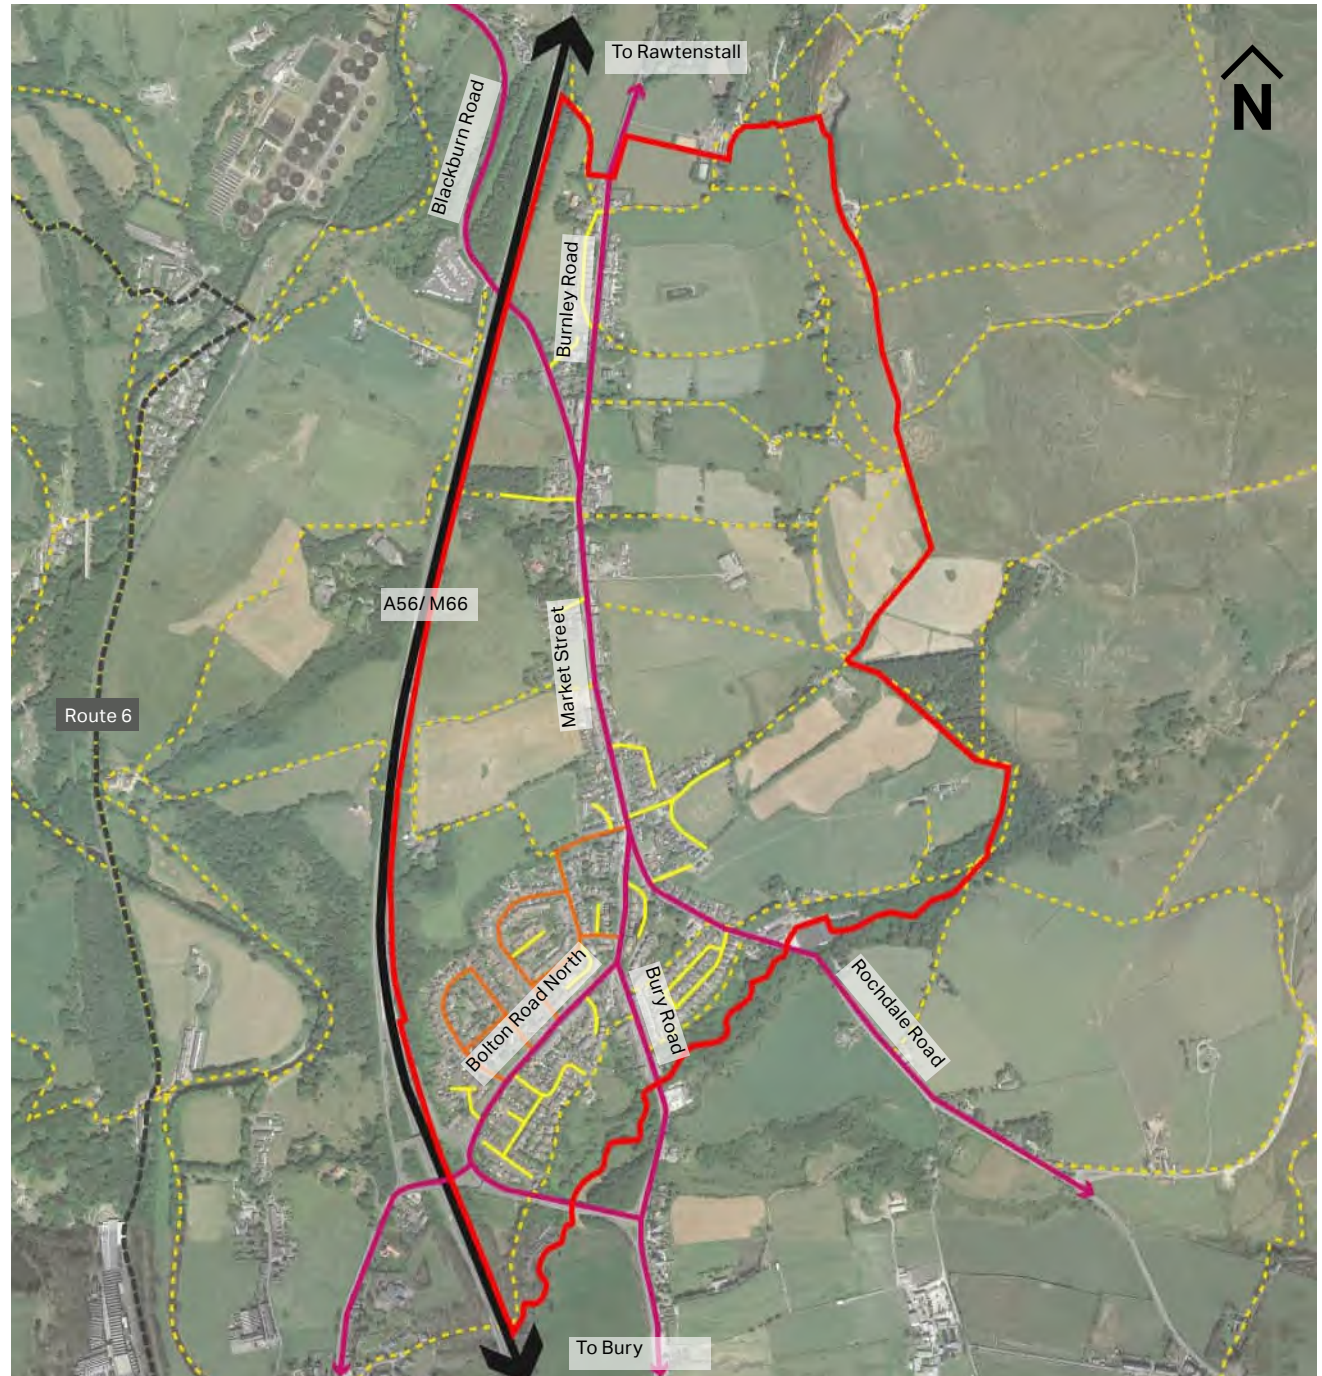 To Rawtenstall
N
Blackburn Road
Burnley Road
A56/ M66
Market Street
Route 6
Bolton Road North
Bury Road
Rochdale Road
To Bury